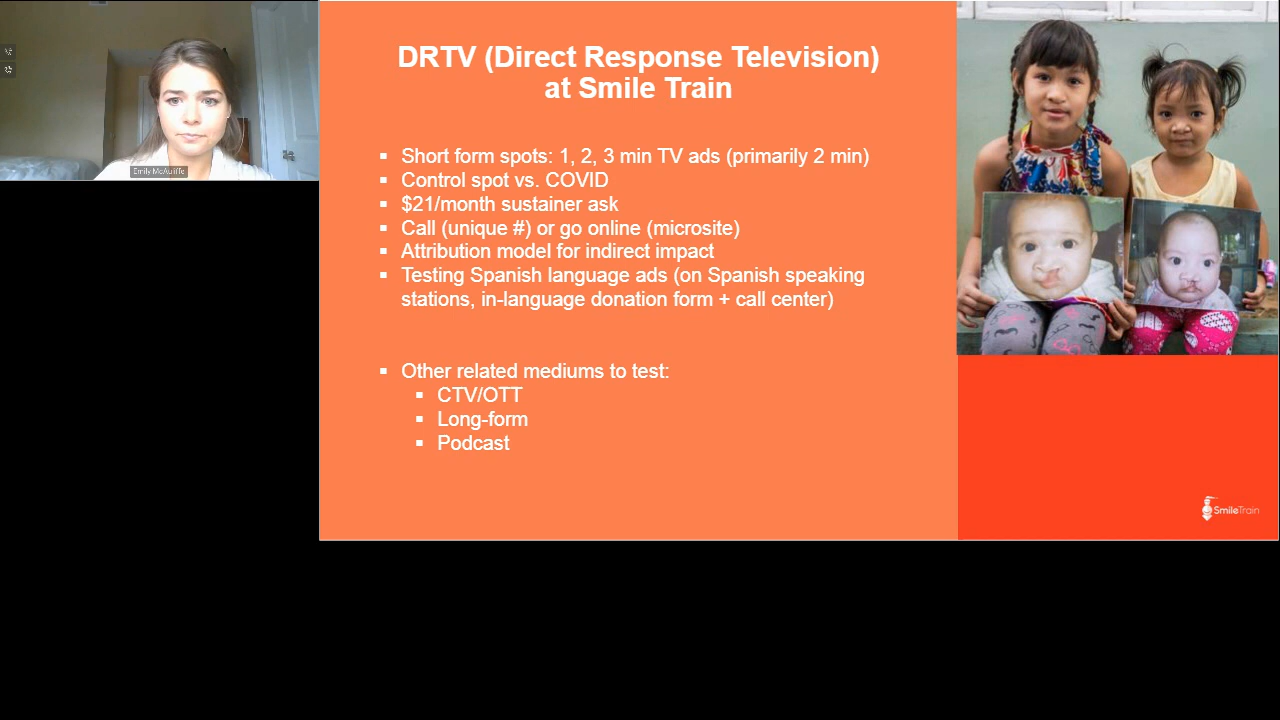 Emily McAuliffe
DRTV (Direct Response Television)
at Smile Train
▪ Short form spots: 1, 2, 3 min TV ads (primarily 2 min)
▪ Control spot vs. COVID
▪ $21/month sustainer ask
▪ Call (unique #) or go online (microsite)
▪ Attribution model for indirect impact
▪ Testing Spanish language ads (on Spanish speaking
stations, in-language donation form + call center)
▪ Other related mediums to test:
▪ CTV/OTT
▪ Long-form
▪ Podcast
SmileTrain